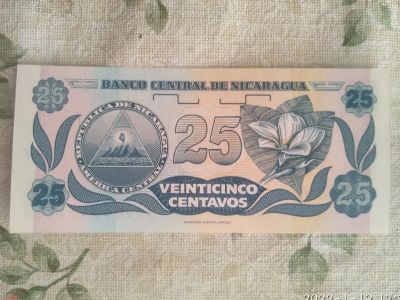 BANCO CENTRAL DE NICARAGUA
25
25
REPUBLICA DE NICARAGUA
AMERICA CENTRAL
25
25
VEINTICINCO
CENTAVOS
25